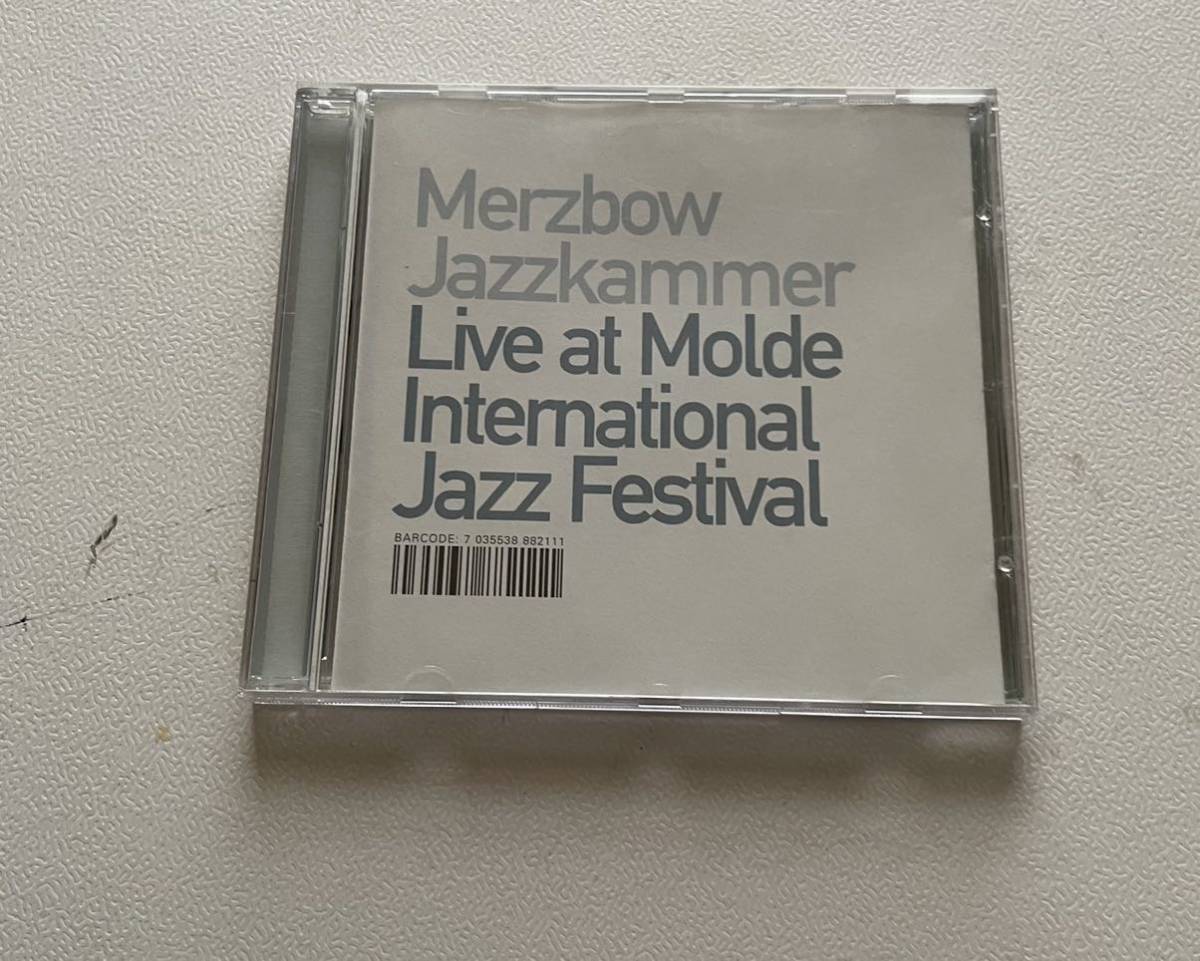 Merzbow
Jazzkammer
Live at Molde
International
Jazz Festival
BARCODE: 7 035538 882111